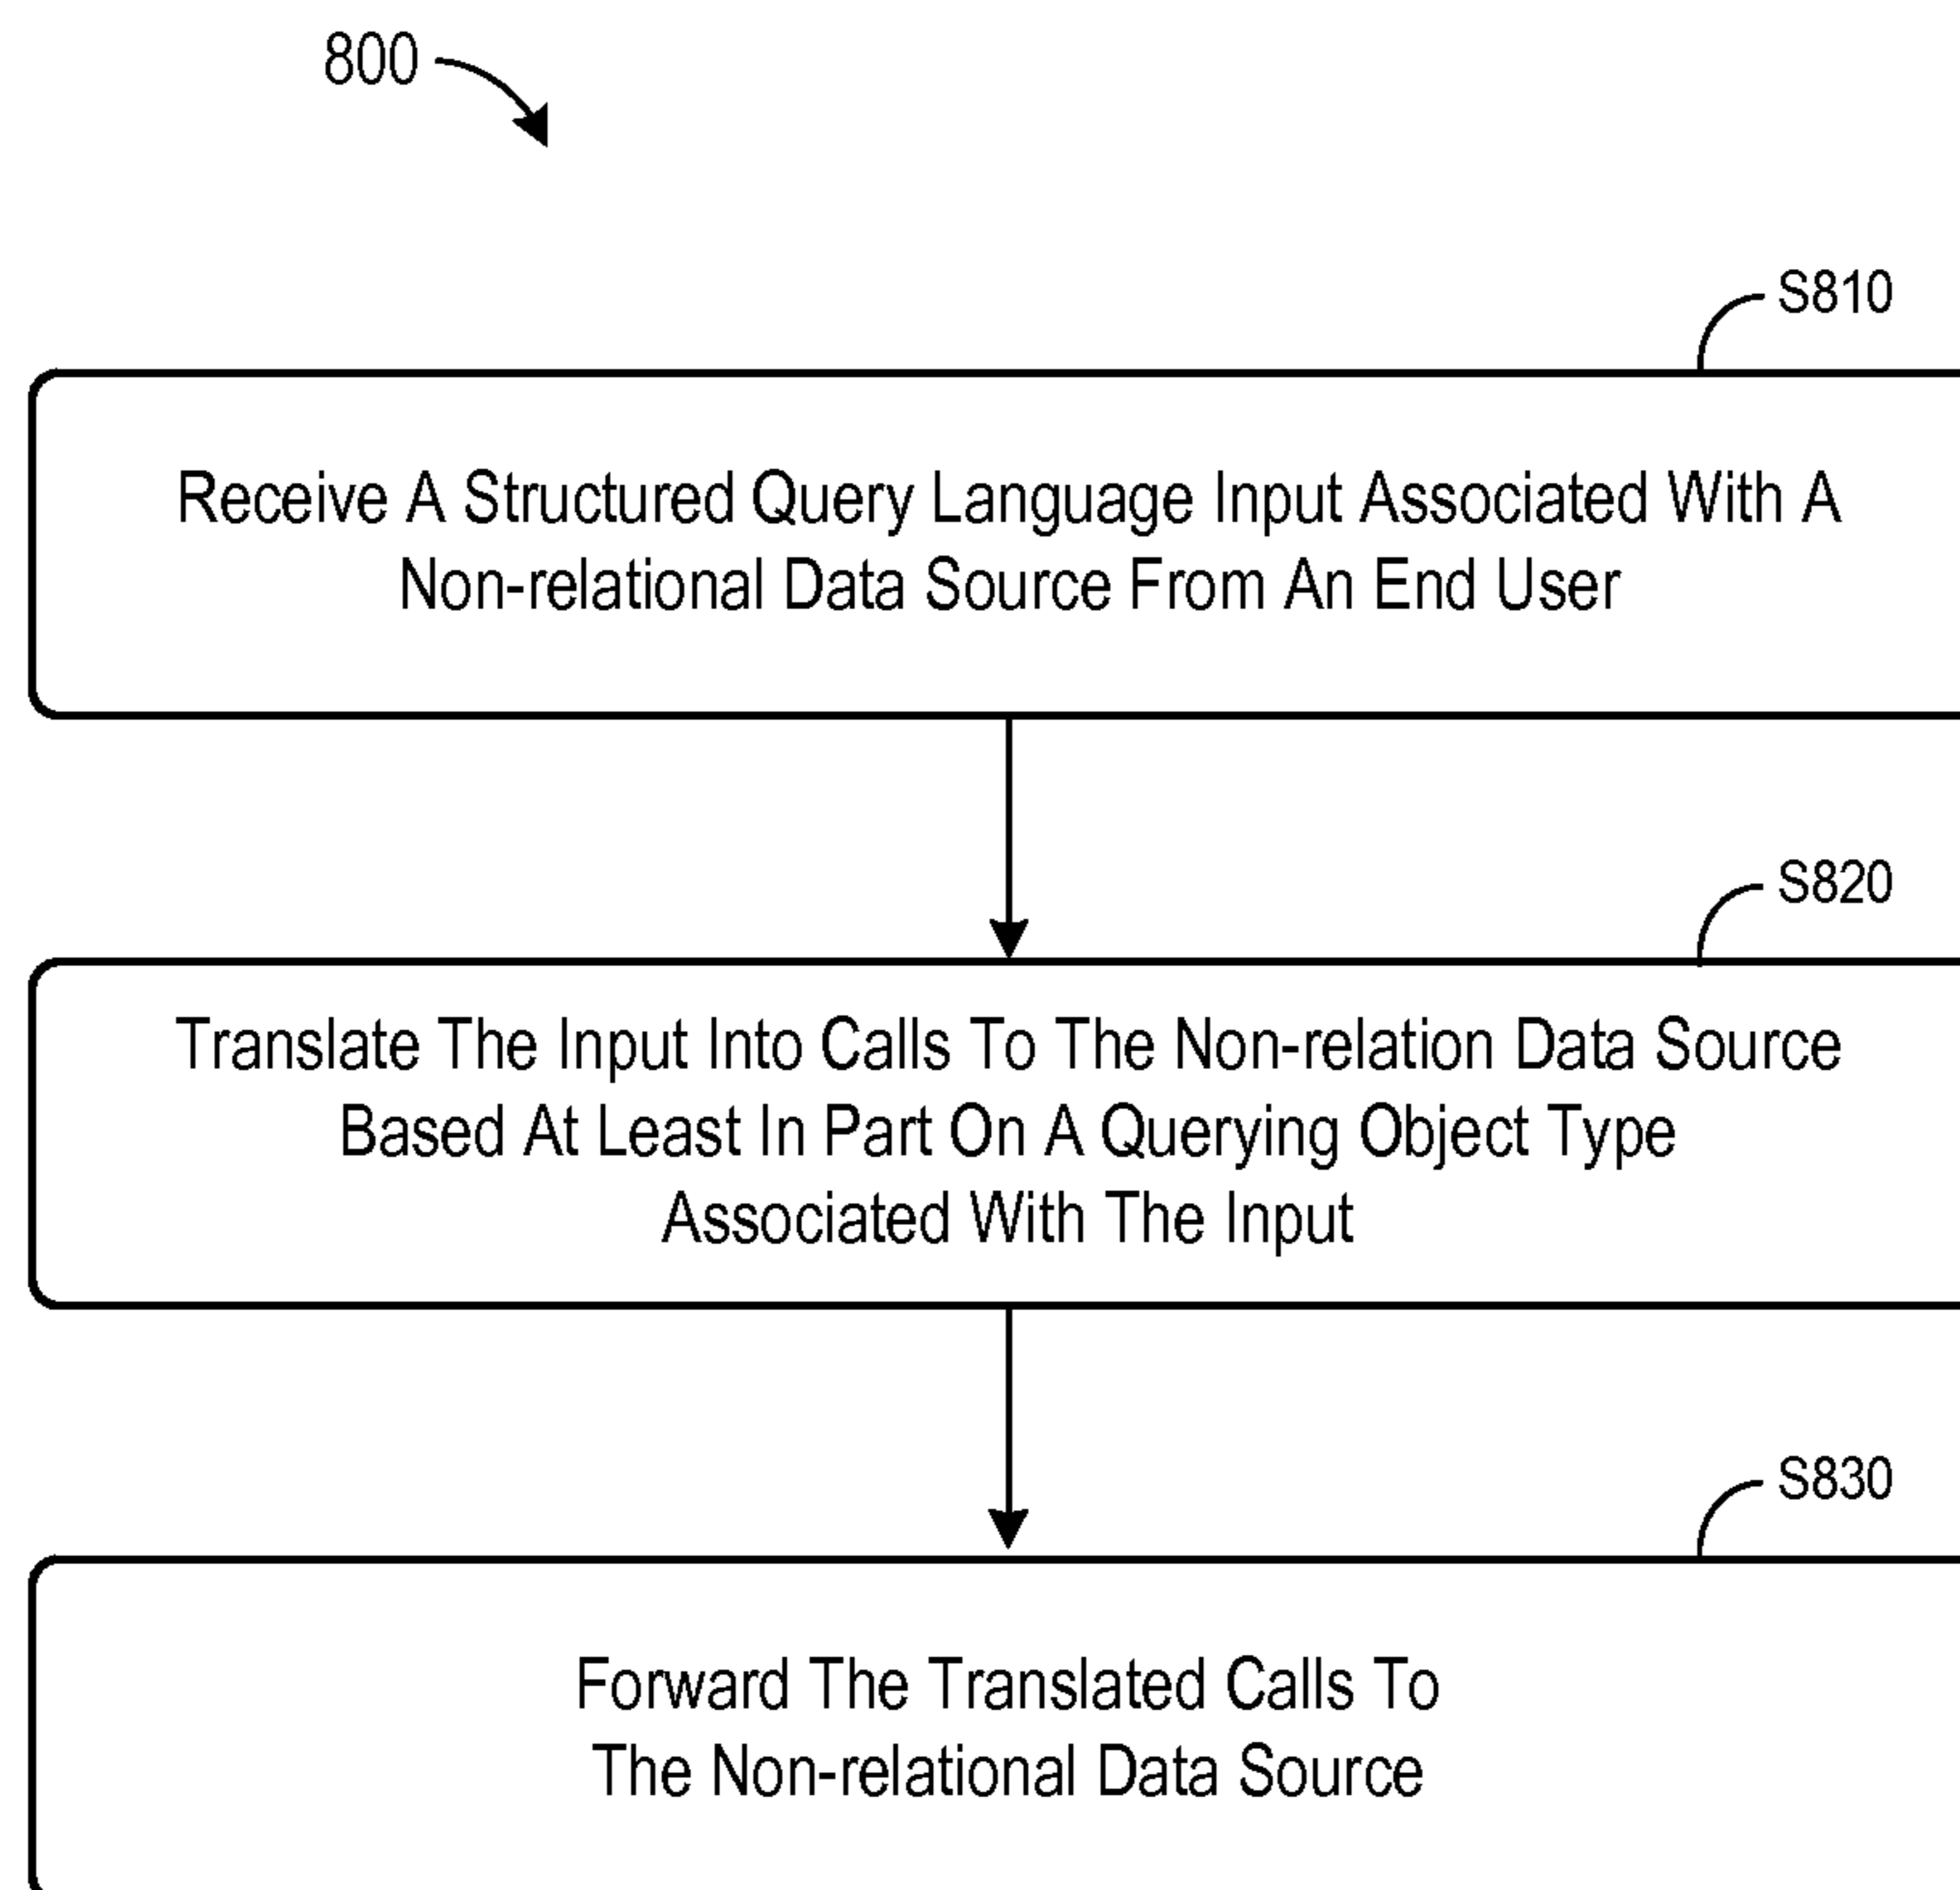 800
S810
Receive A Structured Query Language Input Associated With A
Non-relational Data Source From An End User
S820
Translate The Input Into Calls To The Non-relation Data Source
Based At Least In Part On A Querying Object Type
Associated With The Input
S830
Forward The Translated Calls To
The Non-relational Data Source